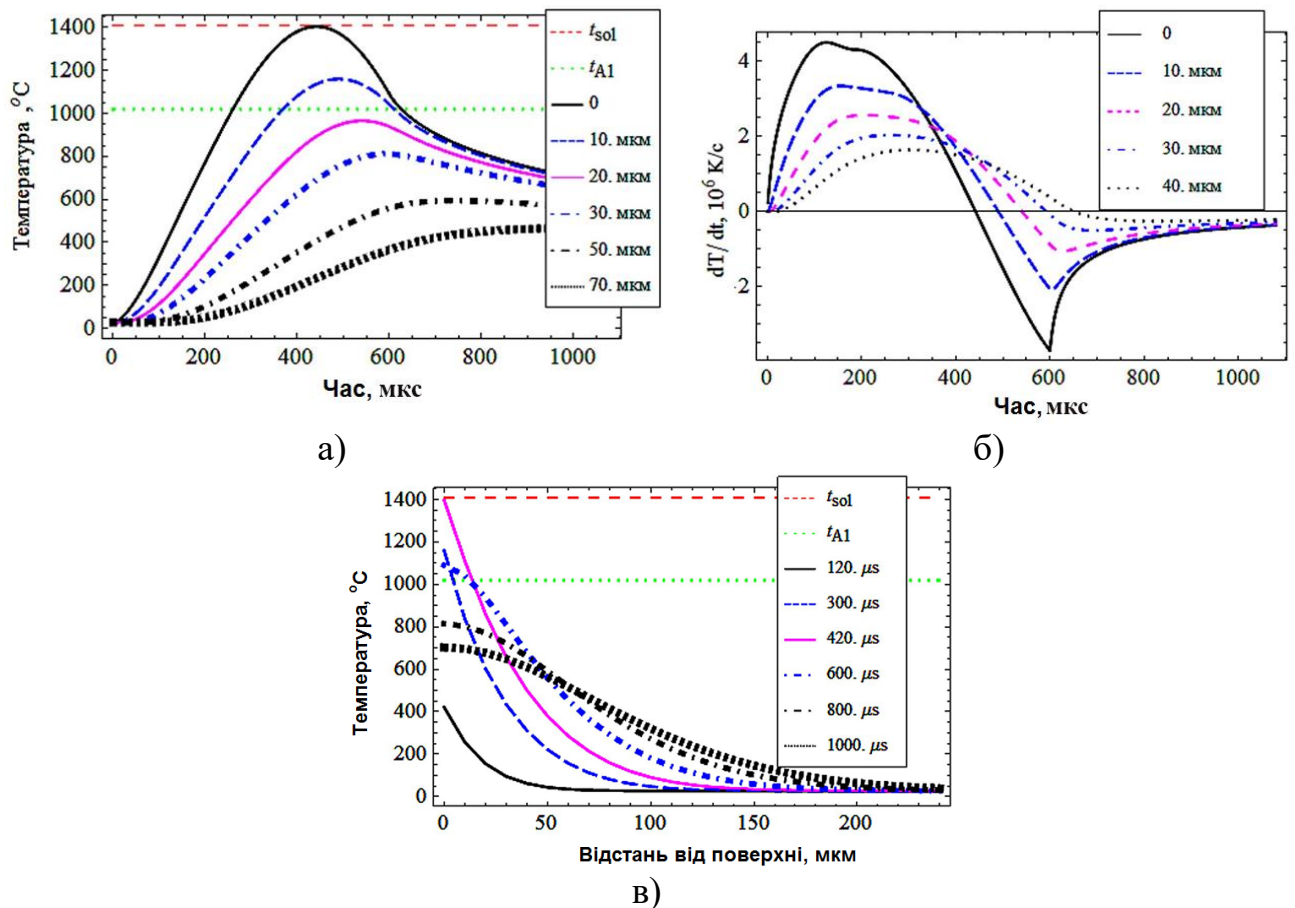 1400
1200
1000
800
600
400
200
0
Температура ,°C
0 200 400 600 800 1000
Час, мкс
t_sol
t_A1
0
10. мкм
20. мкм
30. мкм
50. мкм
70. мкм
а)
4
2
0
-2
dT/ dt, 10⁶ K/c
0 200 400 600 800 1000
Час, мкс
0
10. мкм
20. мкм
30. мкм
40. мкм
б)
1400
1200
1000
800
600
400
200
0
Температура, °C
0 50 100 150 200
Відстань від поверхні, мкм
t_sol
t_A1
120. μs
300. μs
420. μs
600. μs
800. μs
1000. μs
в)